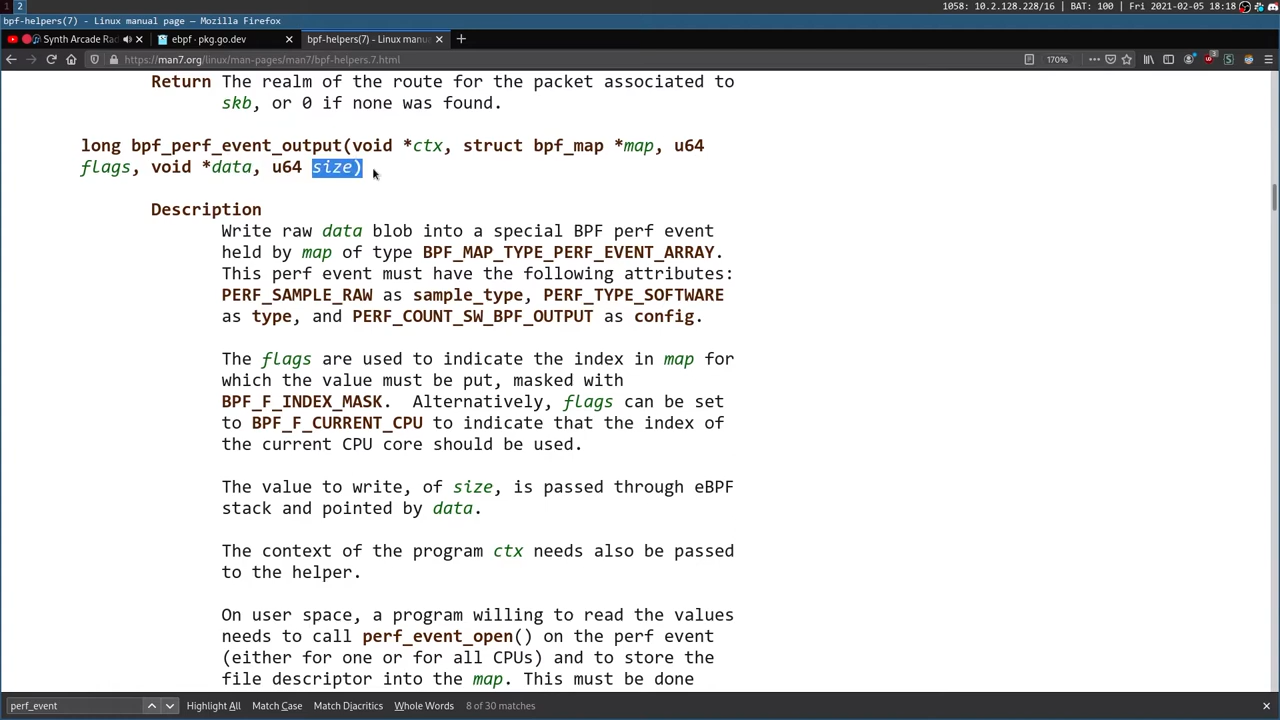 1 2 1058: 10.2.128.228/16 | BAT: 100 | Fri 2021-02-05 18:18
bpf-helpers(7) - Linux manual page — Mozilla Firefox
Synth Arcade Rad ebpf · pkg.go.dev bpf-helpers(7) - Linux manu
https://man7.org/linux/man-pages/man7/bpf-helpers.7.html 170%
Return The realm of the route for the packet associated to
skb, or 0 if none was found.
long bpf_perf_event_output(void *ctx, struct bpf_map *map, u64
flags, void *data, u64 size)
Description
Write raw data blob into a special BPF perf event
held by map of type BPF_MAP_TYPE_PERF_EVENT_ARRAY.
This perf event must have the following attributes:
PERF_SAMPLE_RAW as sample_type, PERF_TYPE_SOFTWARE
as type, and PERF_COUNT_SW_BPF_OUTPUT as config.
The flags are used to indicate the index in map for
which the value must be put, masked with
BPF_F_INDEX_MASK. Alternatively, flags can be set
to BPF_F_CURRENT_CPU to indicate that the index of
the current CPU core should be used.
The value to write, of size, is passed through eBPF
stack and pointed by data.
The context of the program ctx needs also be passed
to the helper.
On user space, a program willing to read the values
needs to call perf_event_open() on the perf event
(either for one or for all CPUs) and to store the
file descriptor into the map. This must be done
perf_event Highlight All Match Case Match Diacritics Whole Words 8 of 30 matches